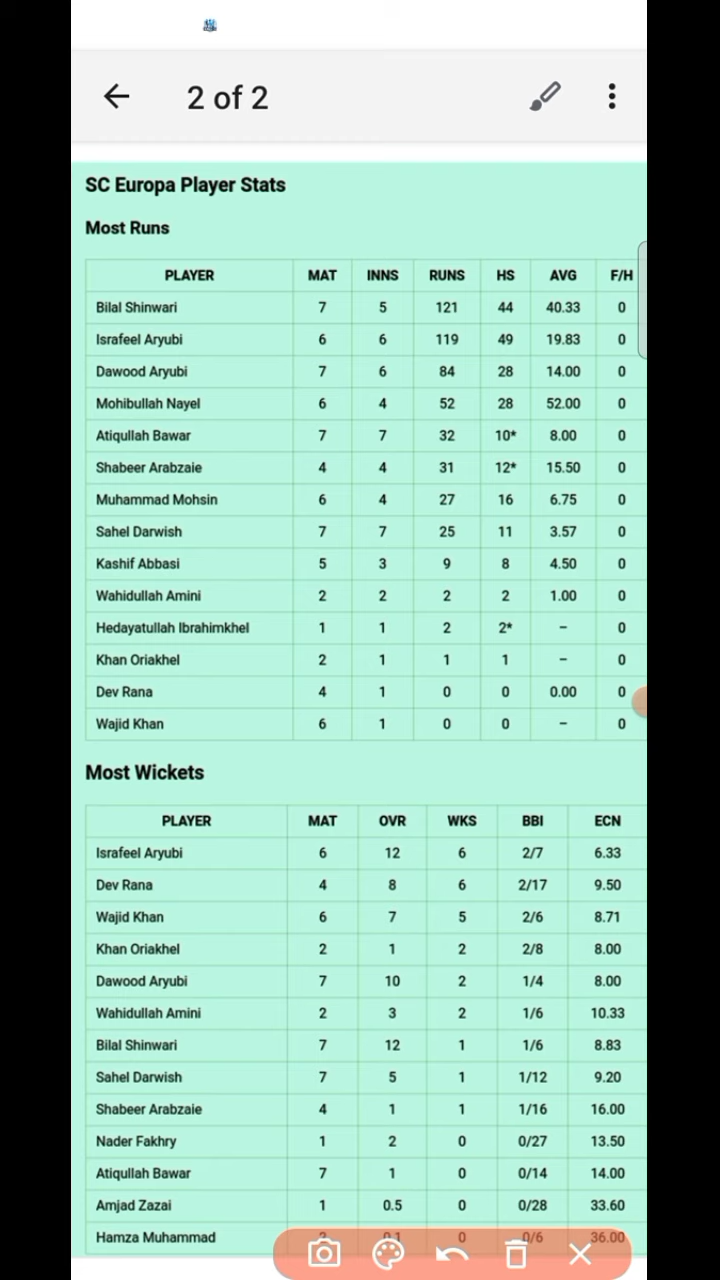 2 of 2
SC Europa Player Stats
Most Runs
PLAYER MAT INNS RUNS HS AVG F/H
Bilal Shinwari 7 5 121 44 40.33 0
Israfeel Aryubi 6 6 119 49 19.83 0
Dawood Aryubi 7 6 84 28 14.00 0
Mohibullah Nayel 6 4 52 28 52.00 0
Atiqullah Bawar 7 7 32 10* 8.00 0
Shabeer Arabzaie 4 4 31 12* 15.50 0
Muhammad Mohsin 6 4 27 16 6.75 0
Sahel Darwish 7 7 25 11 3.57 0
Kashif Abbasi 5 3 9 8 4.50 0
Wahidullah Amini 2 2 2 2 1.00 0
Hedayatullah Ibrahimkhel 1 1 2 2* – 0
Khan Oriakhel 2 1 1 1 – 0
Dev Rana 4 1 0 0 0.00 0
Wajid Khan 6 1 0 0 – 0
Most Wickets
PLAYER MAT OVR WKS BBI ECN
Israfeel Aryubi 6 12 6 2/7 6.33
Dev Rana 4 8 6 2/17 9.50
Wajid Khan 6 7 5 2/6 8.71
Khan Oriakhel 2 1 2 2/8 8.00
Dawood Aryubi 7 10 2 1/4 8.00
Wahidullah Amini 2 3 2 1/6 10.33
Bilal Shinwari 7 12 1 1/6 8.83
Sahel Darwish 7 5 1 1/12 9.20
Shabeer Arabzaie 4 1 1 1/16 16.00
Nader Fakhry 1 2 0 0/27 13.50
Atiqullah Bawar 7 1 0 0/14 14.00
Amjad Zazai 1 0.5 0 0/28 33.60
Hamza Muhammad 2 0.1 0 0/6 36.00